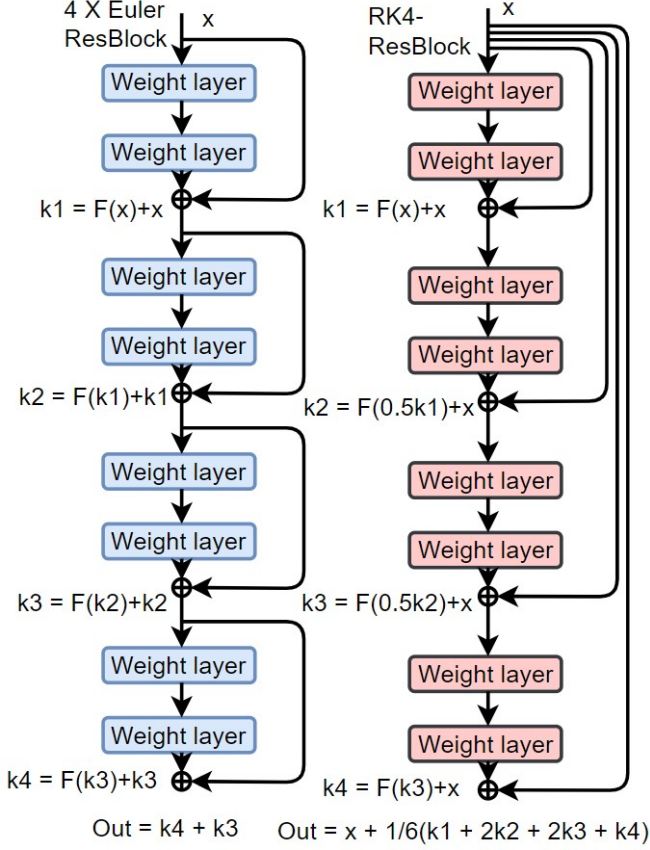 4 X Euler
ResBlock
x
Weight layer
Weight layer
k1 = F(x)+x
Weight layer
Weight layer
k2 = F(k1)+k1
Weight layer
Weight layer
k3 = F(k2)+k2
Weight layer
Weight layer
k4 = F(k3)+k3
Out = k4 + k3
RK4-
ResBlock
x
Weight layer
Weight layer
k1 = F(x)+x
Weight layer
Weight layer
k2 = F(0.5k1)+x
Weight layer
Weight layer
k3 = F(0.5k2)+x
Weight layer
Weight layer
k4 = F(k3)+x
Out = x + 1/6(k1 + 2k2 + 2k3 + k4)